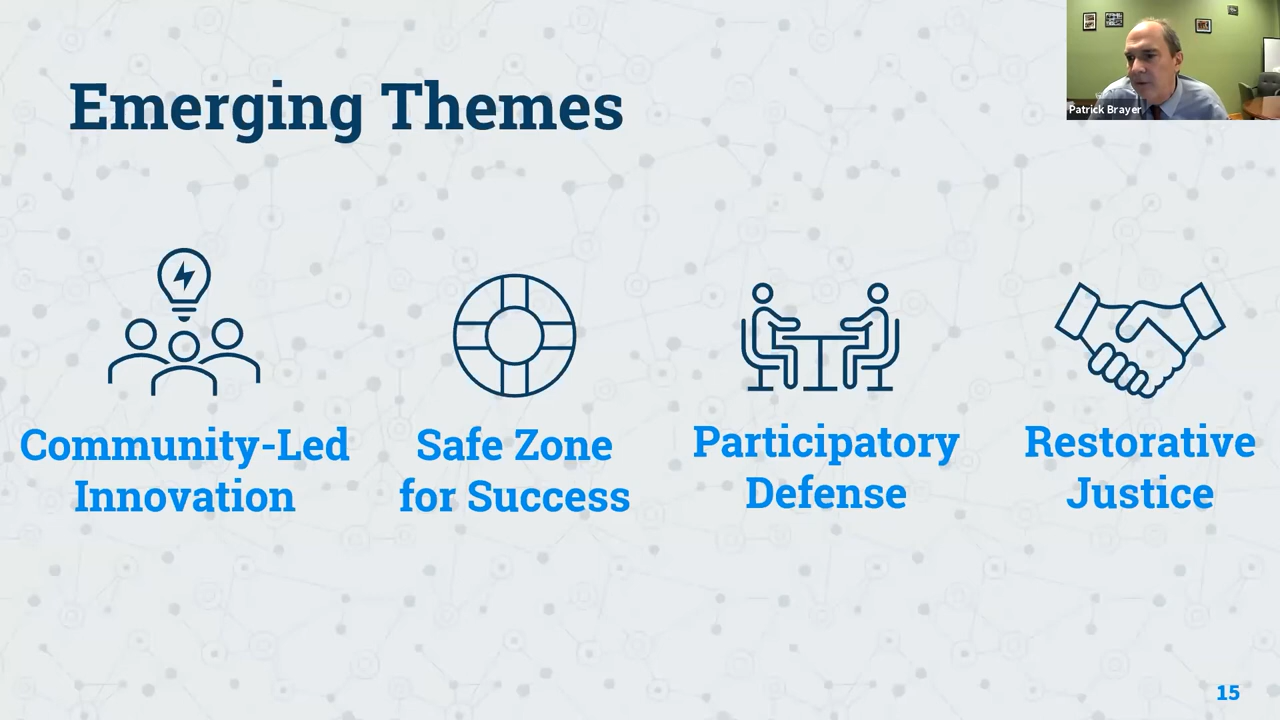 Emerging Themes
Patrick Brayer
Community-Led
Innovation
Safe Zone
for Success
Participatory
Defense
Restorative
Justice
15